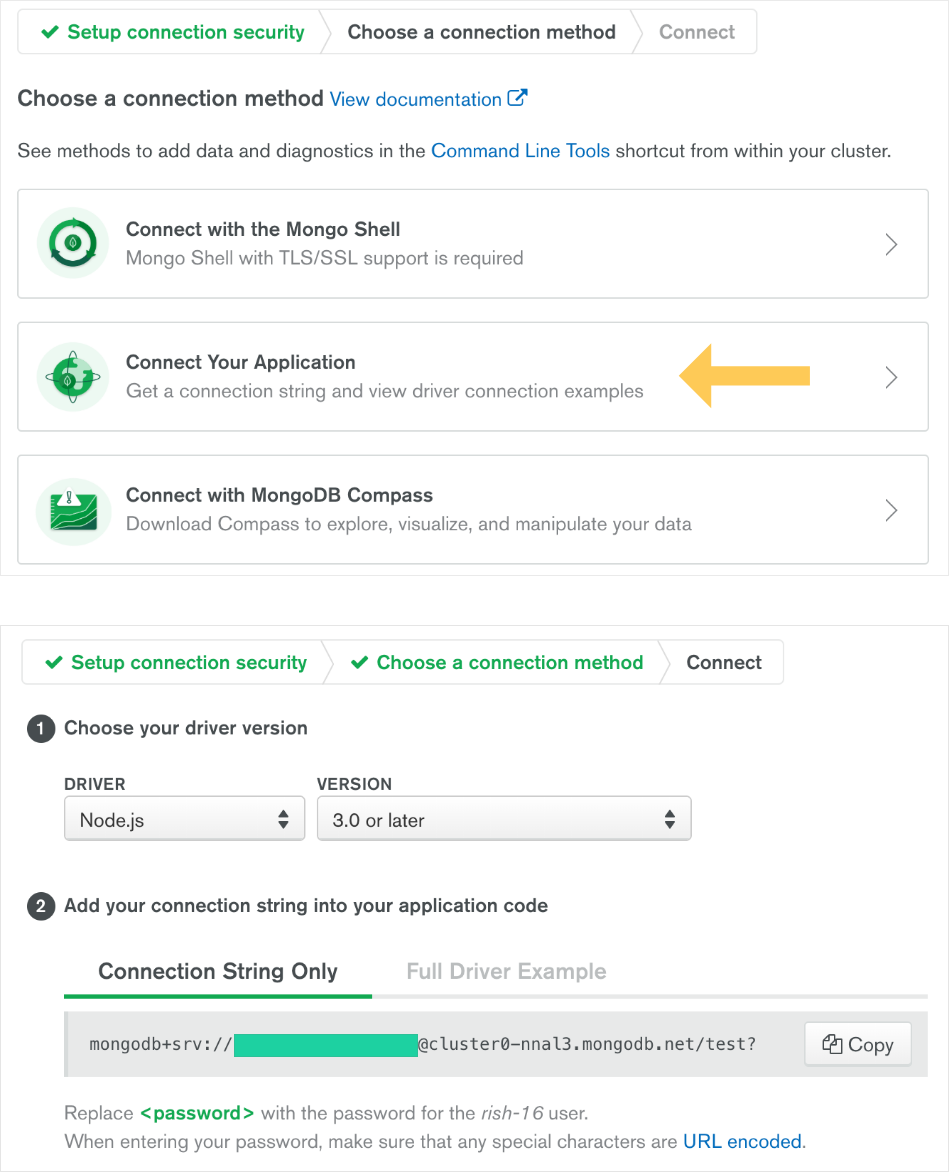 Setup connection security Choose a connection method Connect
Choose a connection method View documentation
See methods to add data and diagnostics in the Command Line Tools shortcut from within your cluster.
Connect with the Mongo Shell
Mongo Shell with TLS/SSL support is required
Connect Your Application
Get a connection string and view driver connection examples
Connect with MongoDB Compass
Download Compass to explore, visualize, and manipulate your data
Setup connection security Choose a connection method Connect
1 Choose your driver version
DRIVER VERSION
Node.js 3.0 or later
2 Add your connection string into your application code
Connection String Only Full Driver Example
mongodb+srv:// @cluster0-nnal3.mongodb.net/test? Copy
Replace <password> with the password for the rish-16 user.
When entering your password, make sure that any special characters are URL encoded.